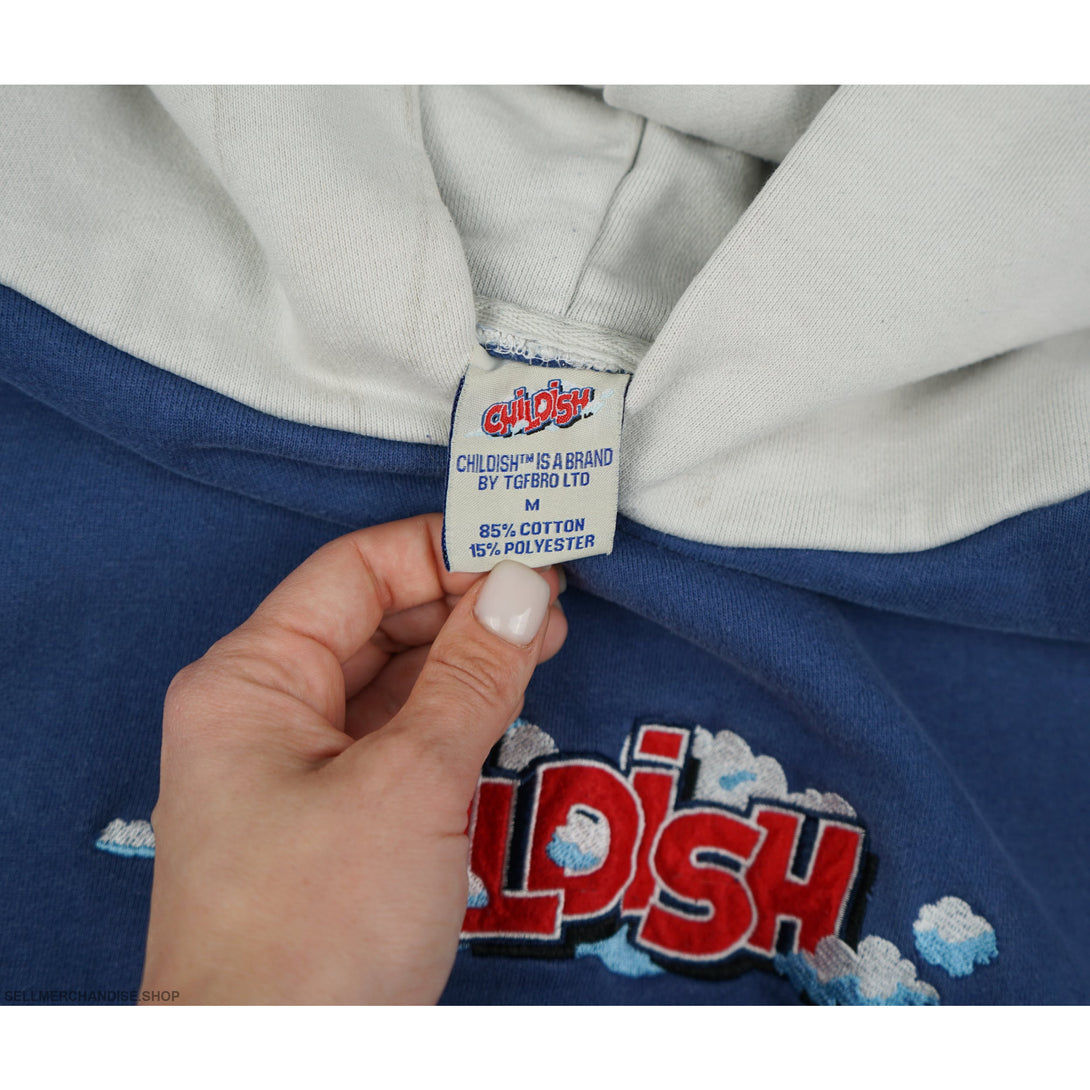 CHiLDiSH
CHILDISH™ IS A BRAND
BY TGFBRO LTD
M
85% COTTON
15% POLYESTER
LDiSH
SELLMERCHANDISE.SHOP